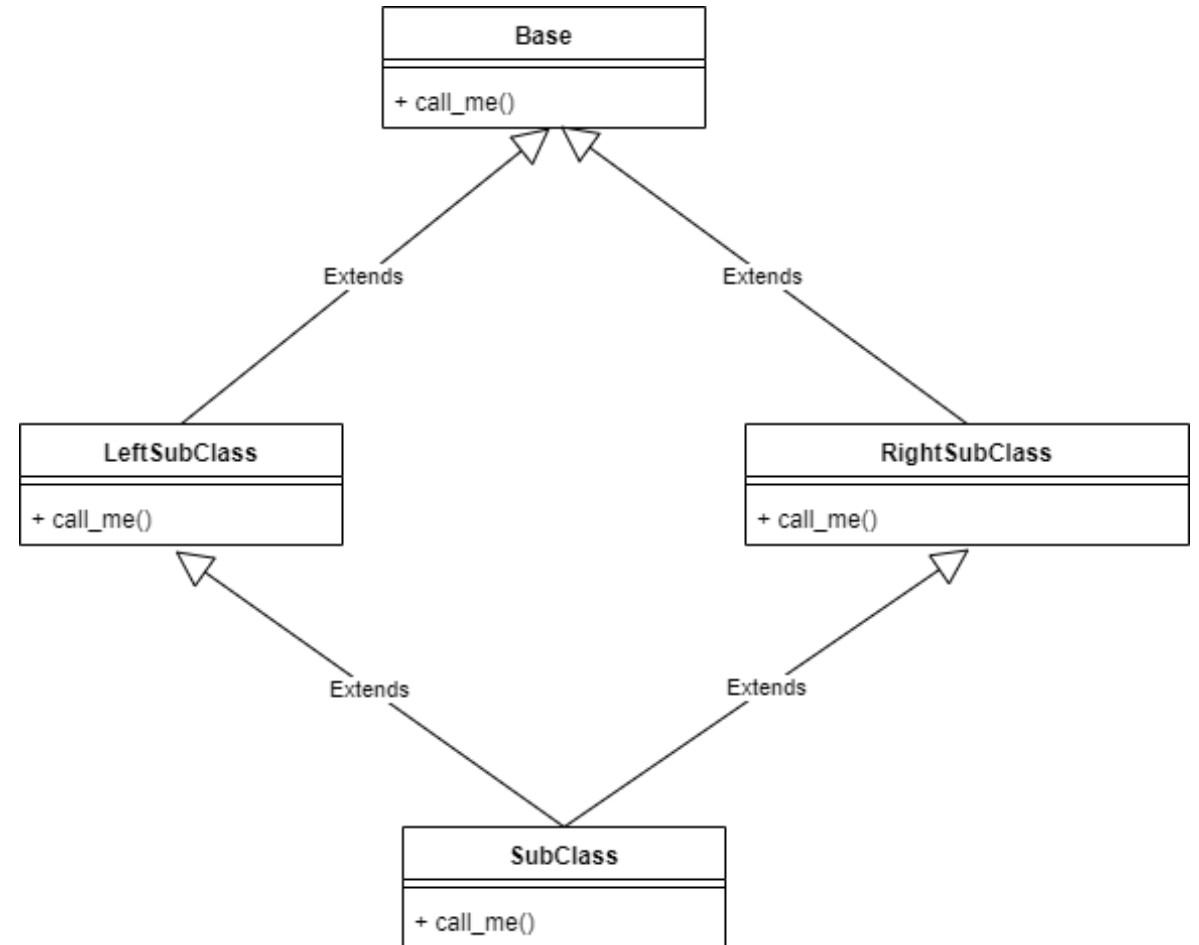 Base
+ call_me()
Extends
Extends
LeftSubClass
RightSubClass
+ call_me()
+ call_me()
Extends
Extends
SubClass
+ call_me()